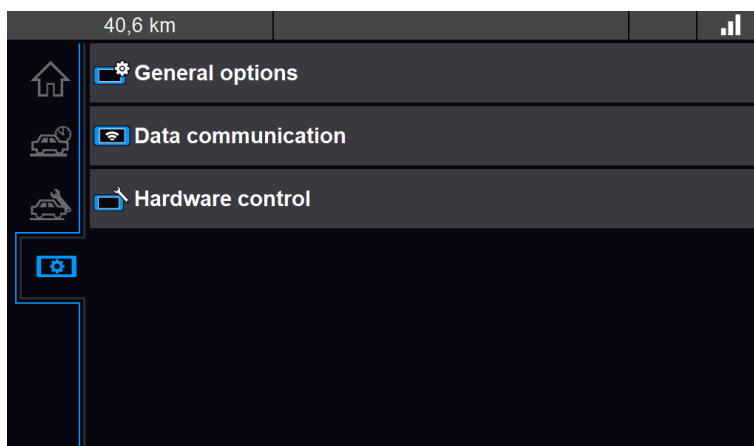 40,6 km
General options
Data communication
Hardware control